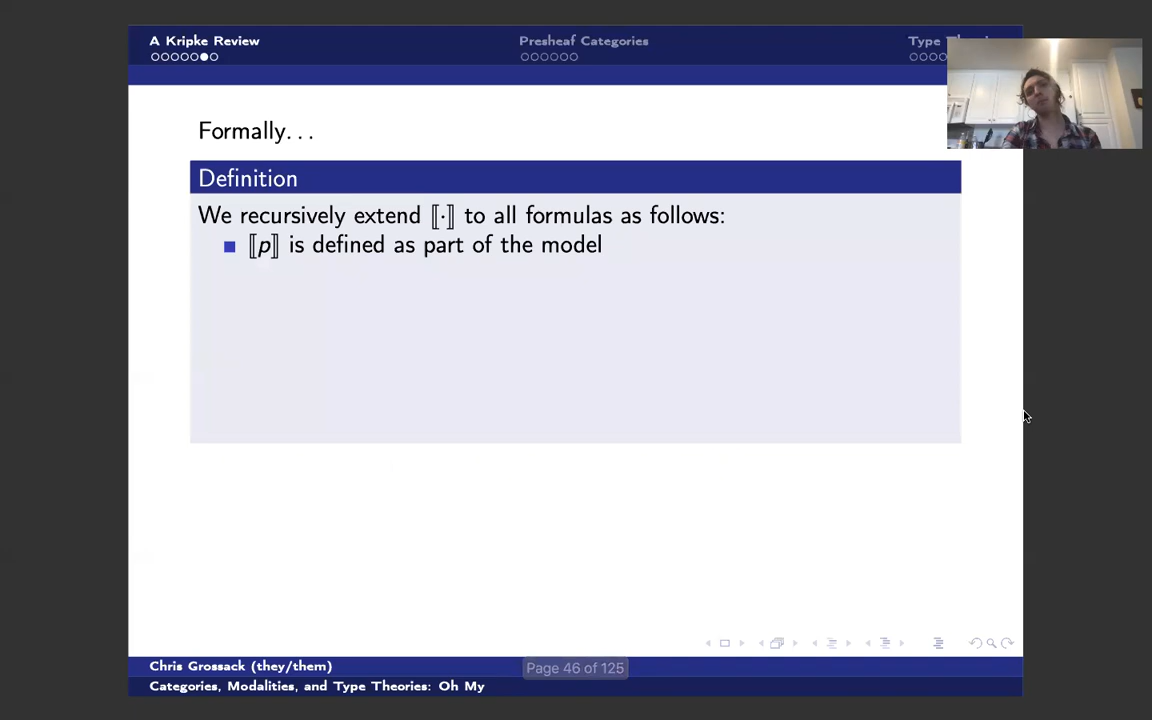 A Kripke Review
Presheaf Categories
Type
Formally. . .
Definition
We recursively extend ⟦·⟧ to all formulas as follows:
⟦p⟧ is defined as part of the model
Chris Grossack (they/them)
Page 46 of 125
Categories, Modalities, and Type Theories: Oh My